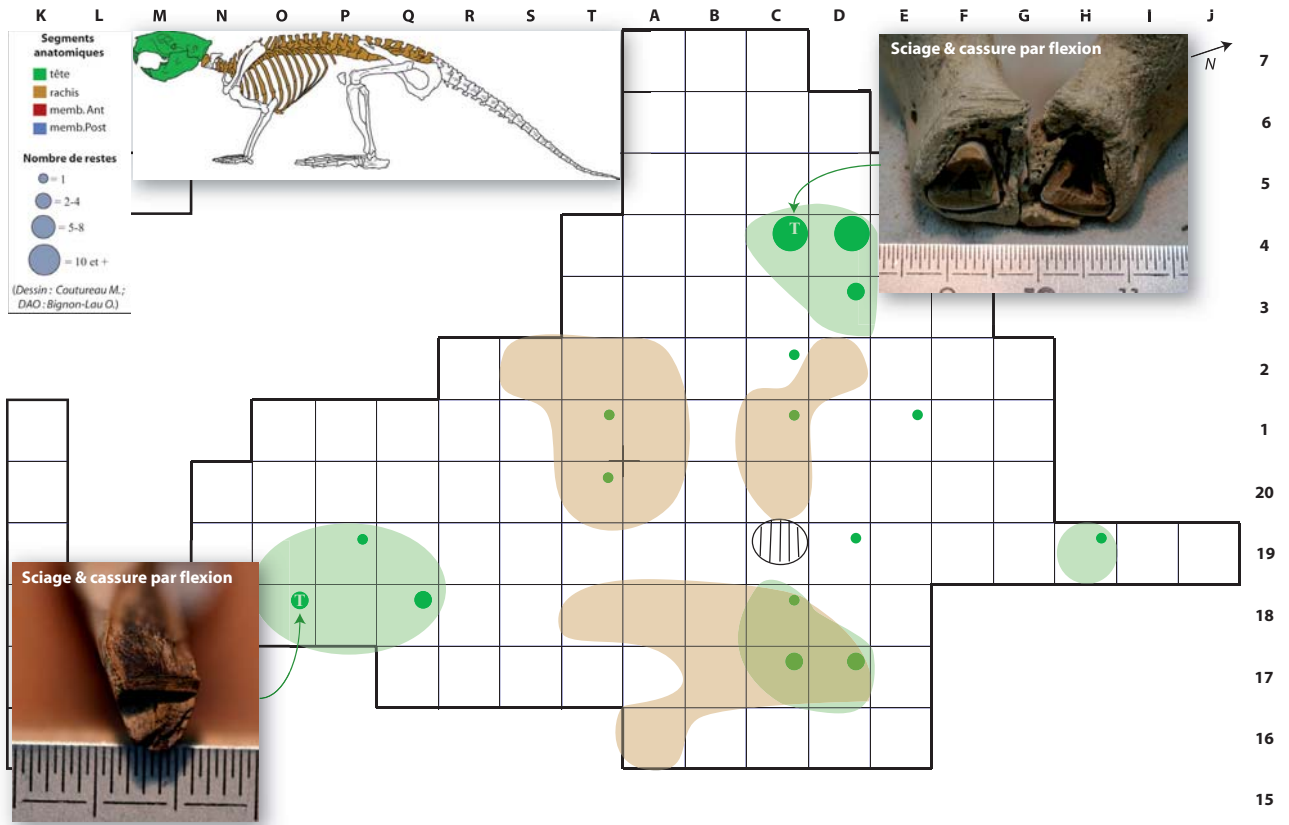 K L M N O P Q R S T A B C D E F G H I J
Segments
anatomiques
tête
rachis
memb. Ant
memb.Post
Nombre de restes
= 1
= 2-4
= 5-8
= 10 et +
(Dessin : Coutureau M.;
DAO : Bignon-Lau O.)
Sciage & cassure par flexion
N
7
6
5
4
3
2
1
20
19
18
17
16
15
T
T
Sciage & cassure par flexion